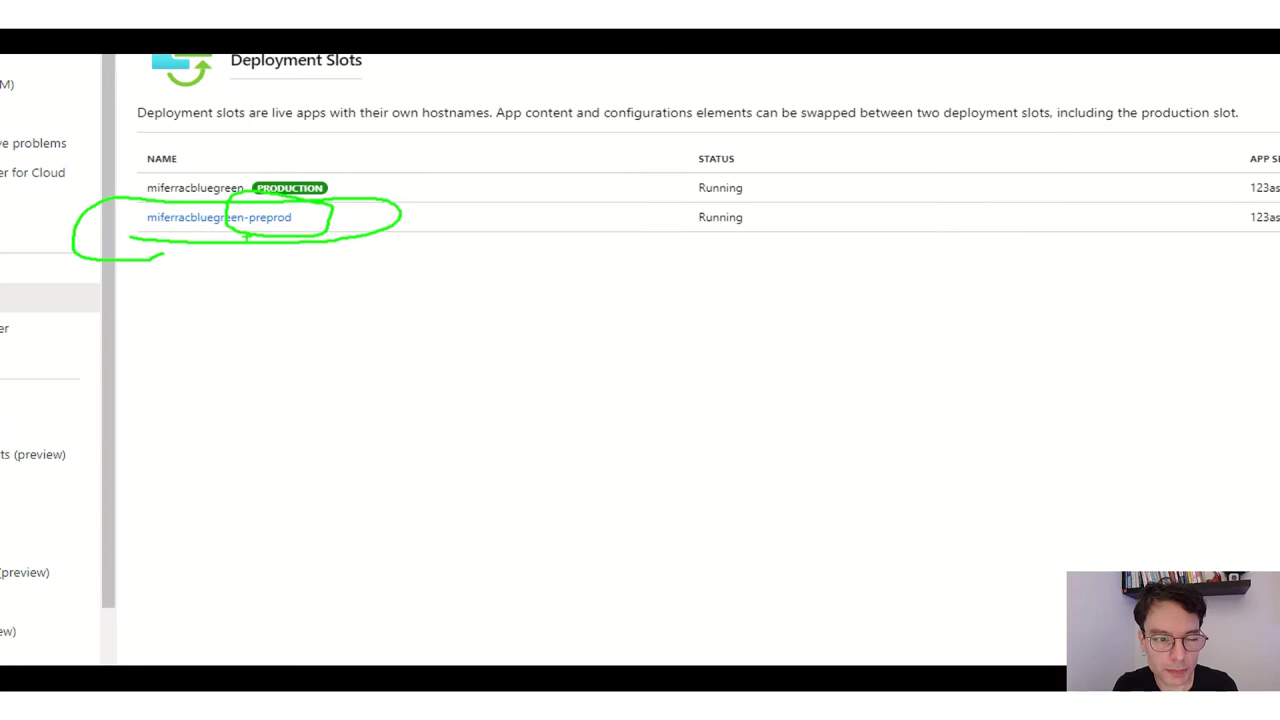 Deployment Slots
M)
Deployment slots are live apps with their own hostnames. App content and configurations elements can be swapped between two deployment slots, including the production slot.
ve problems
NAME STATUS APP SE
er for Cloud
miferracbluegreen PRODUCTION Running 123as
miferracbluegreen-preprod Running 123as
er
ts (preview)
(preview)
ew)